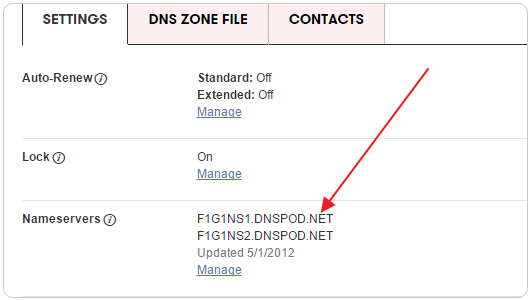 SETTINGS
DNS ZONE FILE
CONTACTS
Auto-Renew
Standard: Off
Extended: Off
Manage
Lock
On
Manage
Nameservers
F1G1NS1.DNSPOD.NET
F1G1NS2.DNSPOD.NET
Updated 5/1/2012
Manage